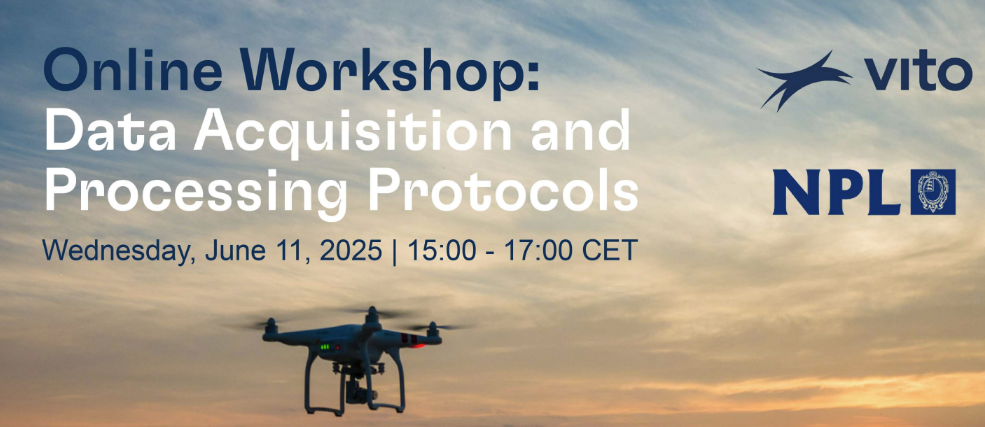 Online Workshop:
Data Acquisition and
Processing Protocols
Wednesday, June 11, 2025 | 15:00 - 17:00 CET
vito
NPL